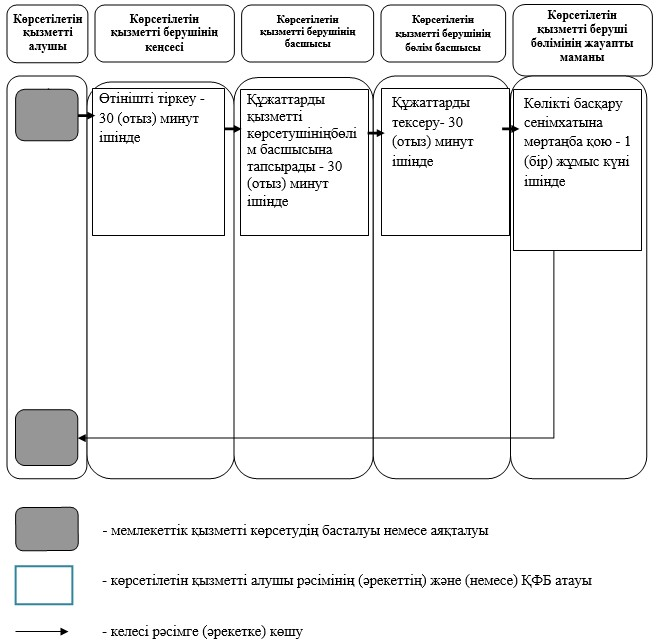 Көрсетілетін
қызметті
алушы
Көрсетілетін
қызметті берушінің
кеңсесі
Көрсетілетін
қызметті берушінің
басшысы
Көрсетілетін
қызметті берушінің
бөлім басшысы
Көрсетілетін
қызметті беруші
бөлімінің жауапты
маманы
Өтінішті тіркеу -
30 (отыз) минут
ішінде
Құжаттарды
қызметті
көрсетушініңбөлі
м басшысына
тапсырады - 30
(отыз) минут
ішінде
Құжаттарды
тексеру- 30
(отыз) минут
ішінде
Көлікті басқару
сенімхатына
мөртаңба қою - 1
(бір) жұмыс күні
ішінде
- мемлекеттік қызметті көрсетудің басталуы немесе аяқталуы
- көрсетілетін қызметті алушы рәсімінің (әрекеттің) және (немесе) ҚФБ атауы
- келесі рәсімге (әрекетке) көшу